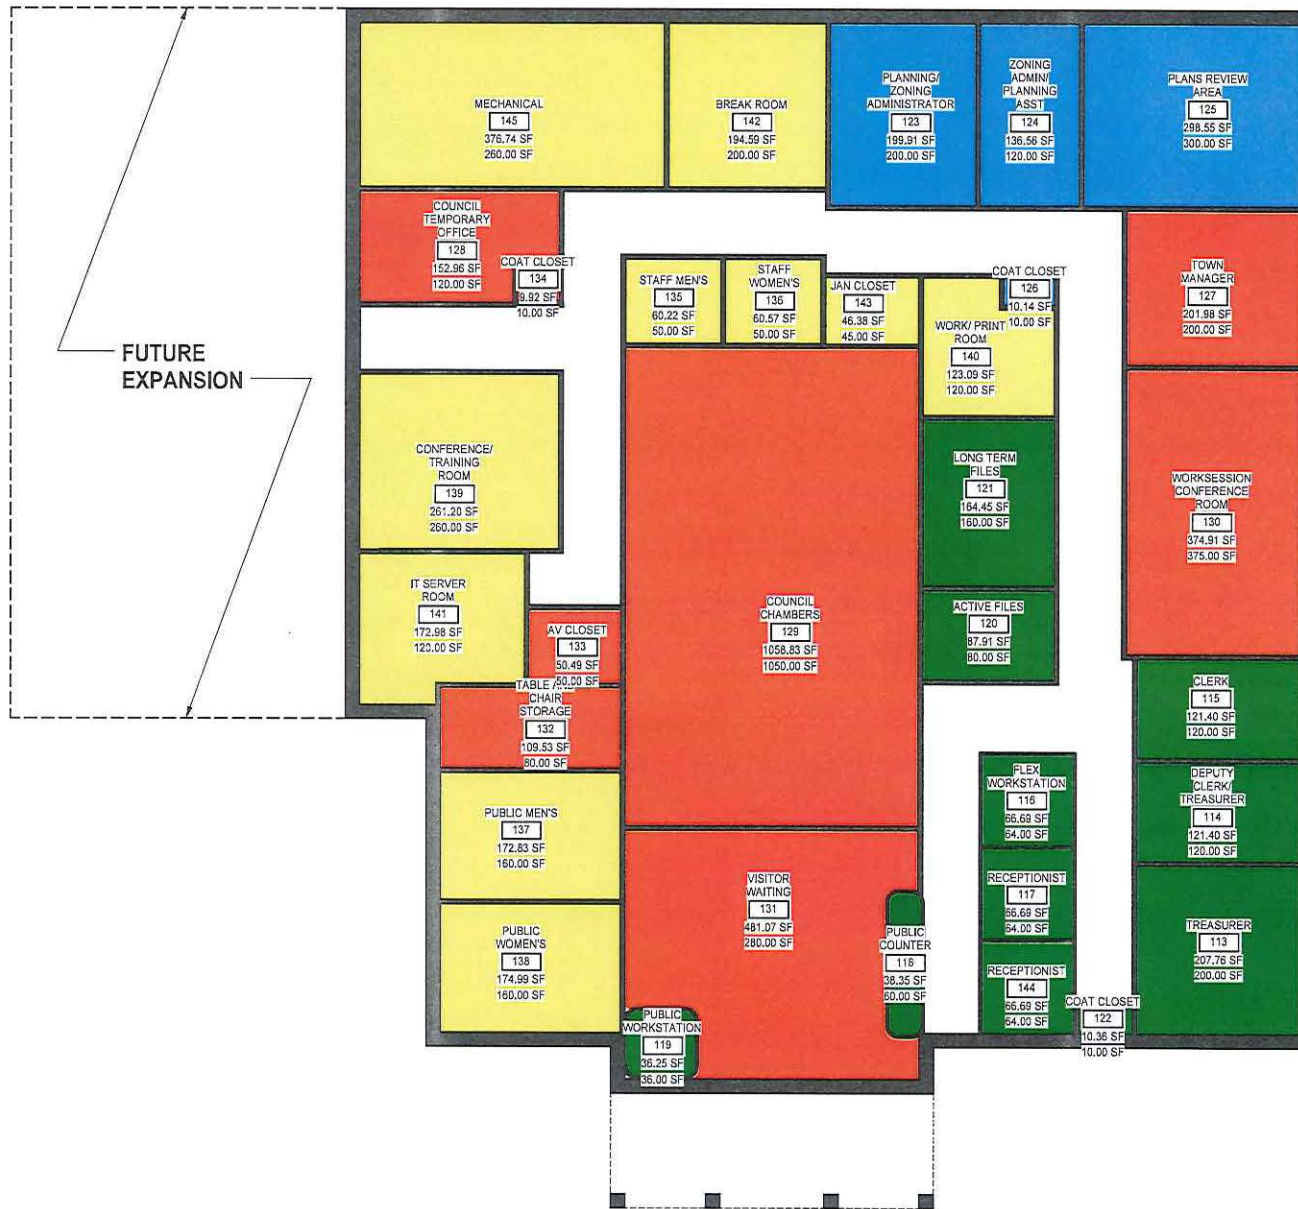 MECHANICAL
145
376.74 SF
260.00 SF
BREAK ROOM
142
194.59 SF
200.00 SF
PLANNING/
ZONING
ADMINISTRATOR
123
199.91 SF
200.00 SF
ZONING
ADMIN/
PLANNING
ASST
124
136.56 SF
120.00 SF
PLANS REVIEW
AREA
125
298.55 SF
300.00 SF
COUNCIL
TEMPORARY
OFFICE
128
152.96 SF
120.00 SF
COAT CLOSET
134
9.92 SF
10.00 SF
STAFF MEN'S
135
60.22 SF
50.00 SF
STAFF
WOMEN'S
136
60.57 SF
50.00 SF
JAN CLOSET
143
46.38 SF
45.00 SF
COAT CLOSET
126
10.14 SF
10.00 SF
WORK/ PRINT
ROOM
140
123.09 SF
120.00 SF
TOWN
MANAGER
127
201.98 SF
200.00 SF
FUTURE
EXPANSION
CONFERENCE/
TRAINING
ROOM
139
261.20 SF
260.00 SF
LONG TERM
FILES
121
164.45 SF
160.00 SF
WORKSESSION
CONFERENCE
ROOM
130
374.91 SF
375.00 SF
IT SERVER
ROOM
141
172.98 SF
120.00 SF
AV CLOSET
133
50.49 SF
50.00 SF
COUNCIL
CHAMBERS
129
1058.83 SF
1050.00 SF
ACTIVE FILES
120
87.91 SF
80.00 SF
TABLE AND
CHAIR
STORAGE
132
109.53 SF
80.00 SF
CLERK
115
121.40 SF
120.00 SF
FLEX
WORKSTATION
116
66.69 SF
64.00 SF
DEPUTY
CLERK/
TREASURER
114
121.40 SF
120.00 SF
PUBLIC MEN'S
137
172.83 SF
160.00 SF
VISITOR
WAITING
131
481.07 SF
280.00 SF
RECEPTIONIST
117
66.69 SF
64.00 SF
PUBLIC
WOMEN'S
138
174.99 SF
160.00 SF
PUBLIC
COUNTER
118
38.35 SF
60.00 SF
TREASURER
113
207.76 SF
200.00 SF
RECEPTIONIST
144
66.69 SF
64.00 SF
COAT CLOSET
122
10.36 SF
10.00 SF
PUBLIC
WORKSTATION
119
36.25 SF
36.00 SF